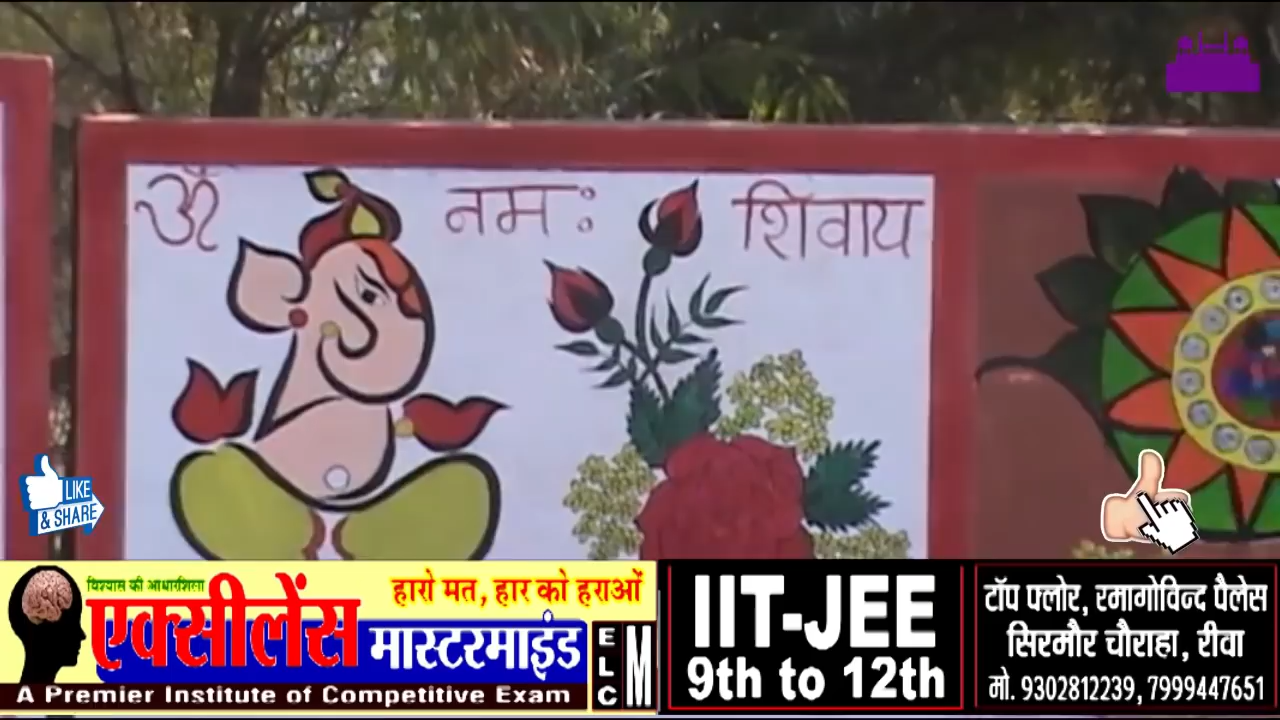 ॐ नमः शिवाय
LIKE
& SHARE
विश्वास की आधारशिला
एक्सीलेंस
हारो मत, हार को हराओं
मास्टरमाइंड
A Premier Institute of Competitive Exam
ELC
M
IIT-JEE
9th to 12th
टॉप फ्लोर, रमागोविन्द पैलेस
सिरमौर चौराहा, रीवा
मो. 9302812239, 7999447651